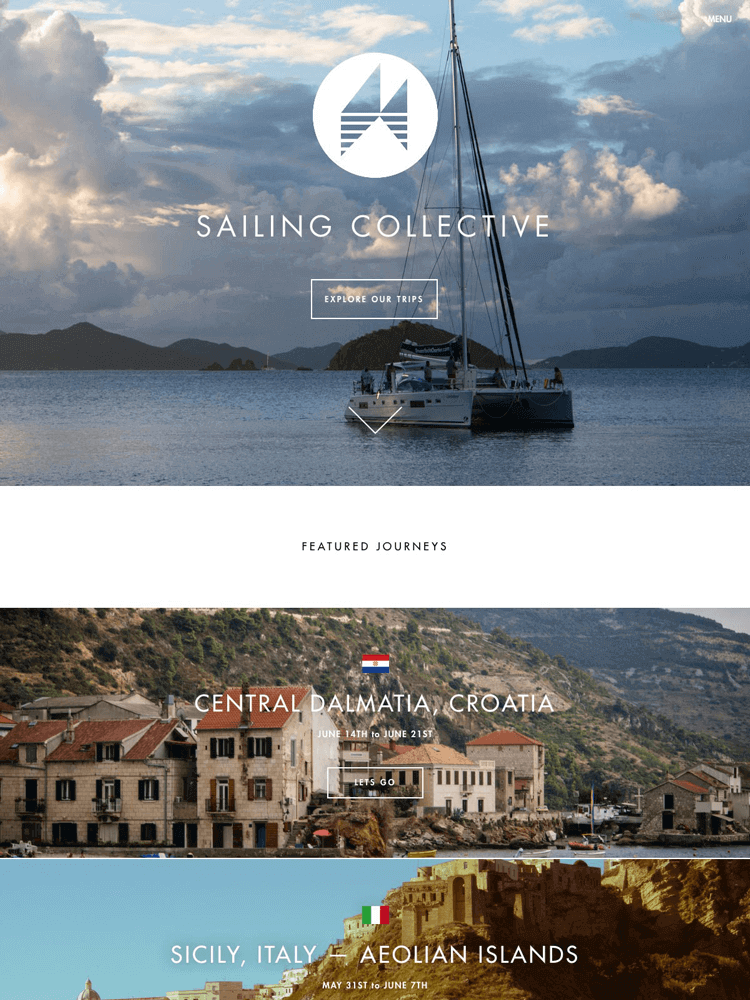 MENU
SAILING COLLECTIVE
EXPLORE OUR TRIPS
FEATURED JOURNEYS
CENTRAL DALMATIA, CROATIA
JUNE 14TH to JUNE 21ST
LETS GO
SICILY, ITALY — AEOLIAN ISLANDS
MAY 31ST to JUNE 7TH